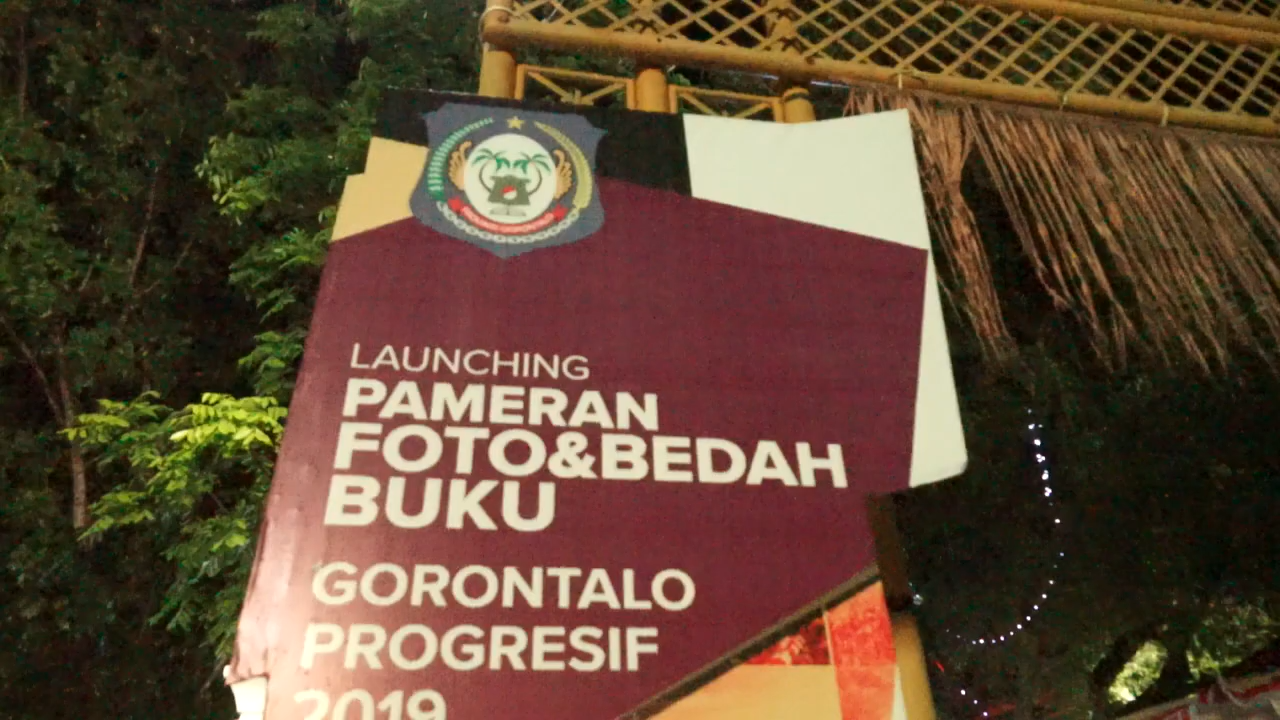 LAUNCHING
PAMERAN
FOTO&BEDAH
BUKU
GORONTALO
PROGRESIF
2019